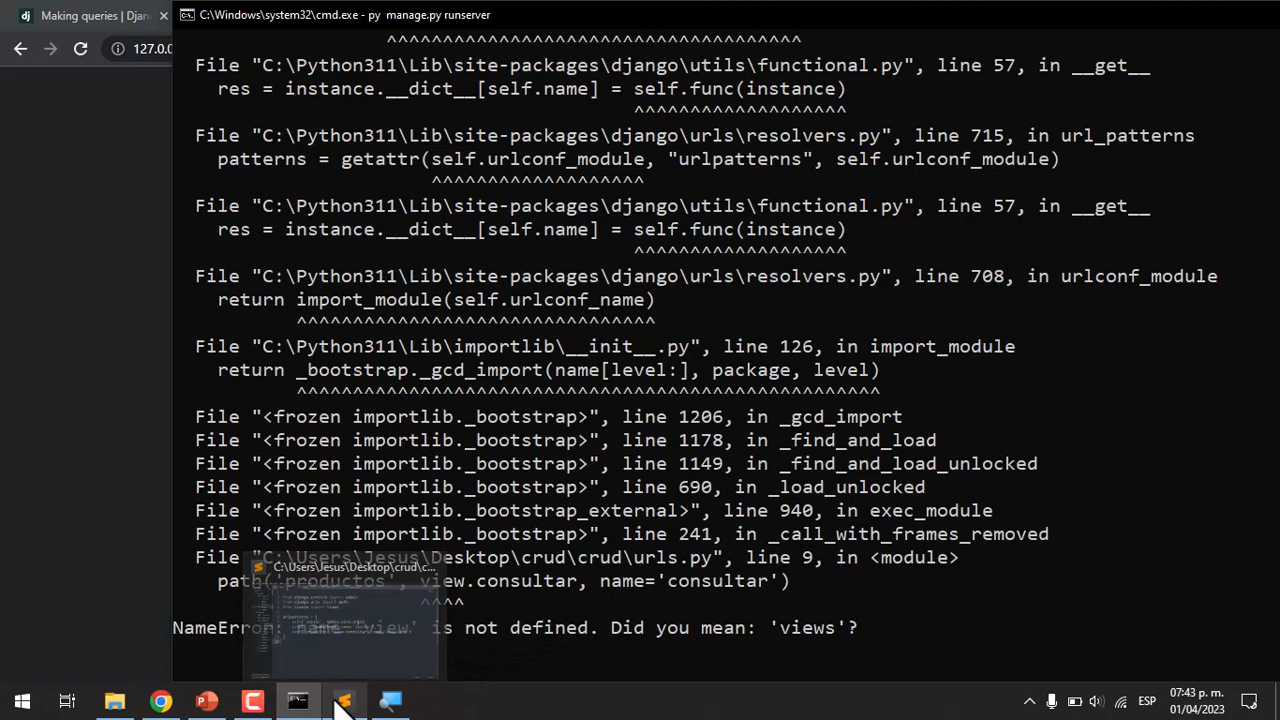 Making queries | Djan
127.0.0
C:\Windows\system32\cmd.exe - py  manage.py runserver
^^^^^^^^^^^^^^^^^^^^^^^^^^^^^^^^^^^^^
File "C:\Python311\Lib\site-packages\django\utils\functional.py", line 57, in __get__
res = instance.__dict__[self.name] = self.func(instance)
^^^^^^^^^^^^^^^^^^^
File "C:\Python311\Lib\site-packages\django\urls\resolvers.py", line 715, in url_patterns
patterns = getattr(self.urlconf_module, "urlpatterns", self.urlconf_module)
^^^^^^^^^^^^^^^^^^^
File "C:\Python311\Lib\site-packages\django\utils\functional.py", line 57, in __get__
res = instance.__dict__[self.name] = self.func(instance)
^^^^^^^^^^^^^^^^^^^
File "C:\Python311\Lib\site-packages\django\urls\resolvers.py", line 708, in urlconf_module
return import_module(self.urlconf_name)
^^^^^^^^^^^^^^^^^^^^^^^^^^^^^^^^
File "C:\Python311\Lib\importlib\__init__.py", line 126, in import_module
return _bootstrap._gcd_import(name[level:], package, level)
^^^^^^^^^^^^^^^^^^^^^^^^^^^^^^^^^^^^^^^^^^^^^^^^^^^^
File "<frozen importlib._bootstrap>", line 1206, in _gcd_import
File "<frozen importlib._bootstrap>", line 1178, in _find_and_load
File "<frozen importlib._bootstrap>", line 1149, in _find_and_load_unlocked
File "<frozen importlib._bootstrap>", line 690, in _load_unlocked
File "<frozen importlib._bootstrap_external>", line 940, in exec_module
File "<frozen importlib._bootstrap>", line 241, in _call_with_frames_removed
File "C:\Users\Jesus\Desktop\crud\crud\urls.py", line 9, in <module>
C:\Users\Jesus\Desktop\crud\c...
path('productos', view.consultar, name='consultar')
^^^^
NameError: name 'view' is not defined. Did you mean: 'views'?
ESP
07:43 p. m.
01/04/2023